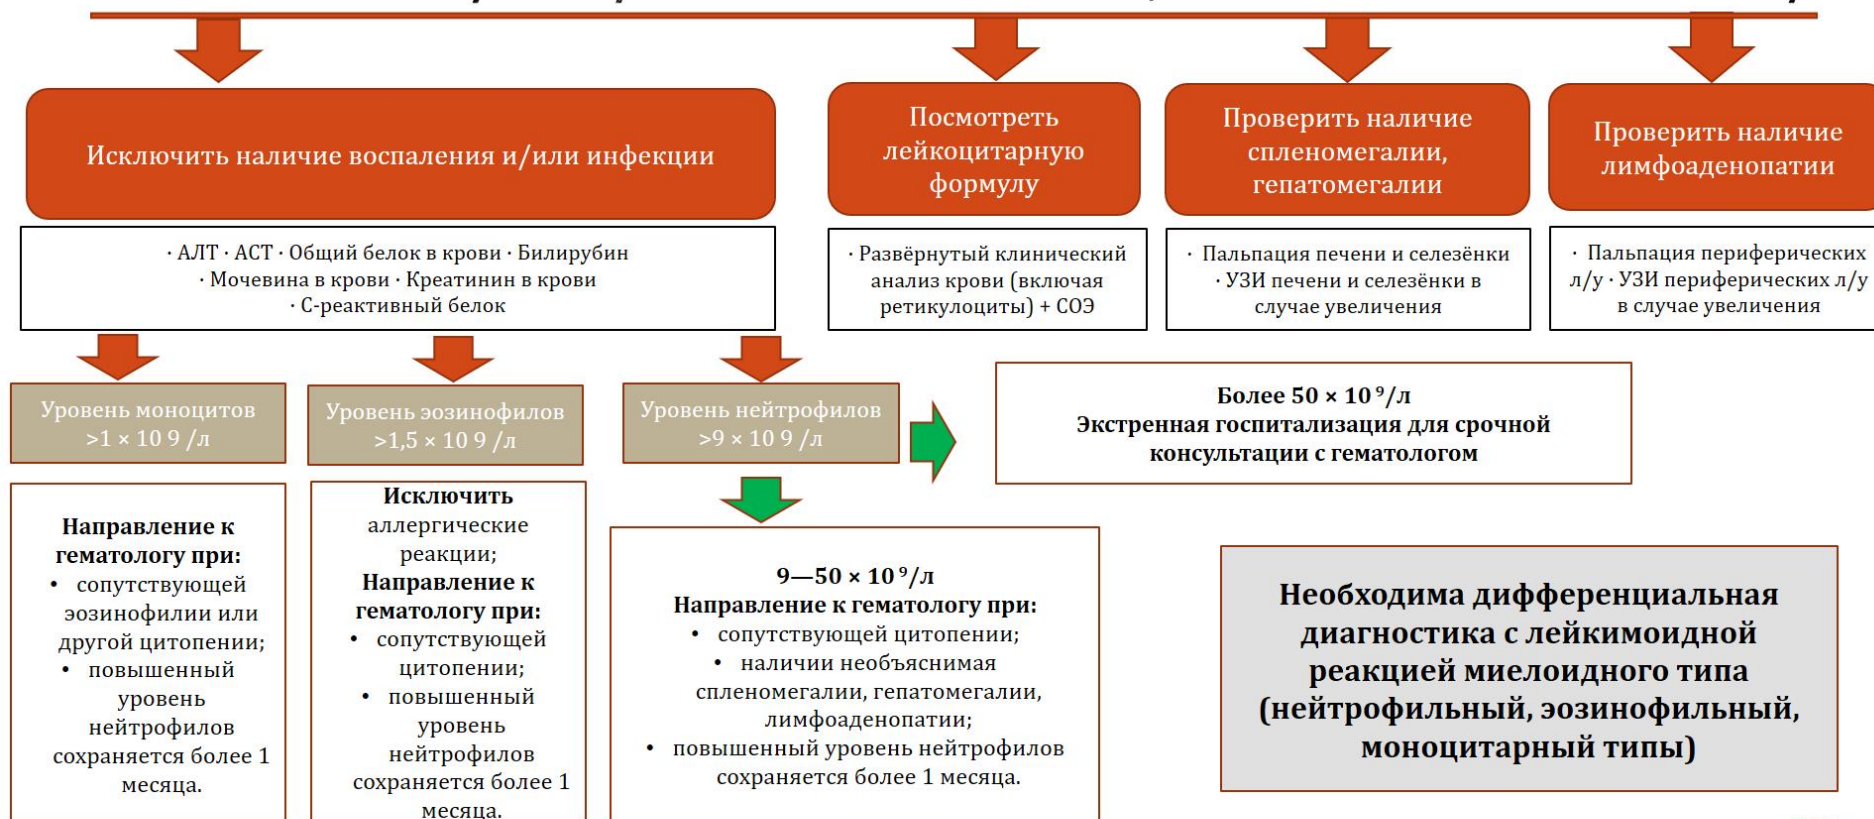 Исключить наличие воспаления и/или инфекции
Посмотреть
лейкоцитарную
формулу
Проверить наличие
спленомегалии,
гепатомегалии
Проверить наличие
лимфоаденопатии
· АЛТ · АСТ · Общий белок в крови · Билирубин
· Мочевина в крови · Креатинин в крови
· С-реактивный белок
· Развёрнутый клинический
анализ крови (включая
ретикулоциты) + СОЭ
· Пальпация печени и селезёнки
· УЗИ печени и селезёнки в
случае увеличения
· Пальпация периферических
л/у · УЗИ периферических л/у
в случае увеличения
Уровень моноцитов
>1 × 10 9 /л
Уровень эозинофилов
>1,5 × 10 9 /л
Уровень нейтрофилов
>9 × 10 9 /л
Более 50 × 10 ⁹/л
Экстренная госпитализация для срочной
консультации с гематологом
Направление к
гематологу при:
• сопутствующей
эозинофилии или
другой цитопении;
• повышенный
уровень
нейтрофилов
сохраняется более 1
месяца.
Исключить
аллергические
реакции;
Направление к
гематологу при:
• сопутствующей
цитопении;
• повышенный
уровень
нейтрофилов
сохраняется более 1
месяца.
9—50 × 10 ⁹/л
Направление к гематологу при:
• сопутствующей цитопении;
• наличии необъяснимая
спленомегалии, гепатомегалии,
лимфоаденопатии;
• повышенный уровень нейтрофилов
сохраняется более 1 месяца.
Необходима дифференциальная
диагностика с лейкимоидной
реакцией миелоидного типа
(нейтрофильный, эозинофильный,
моноцитарный типы)